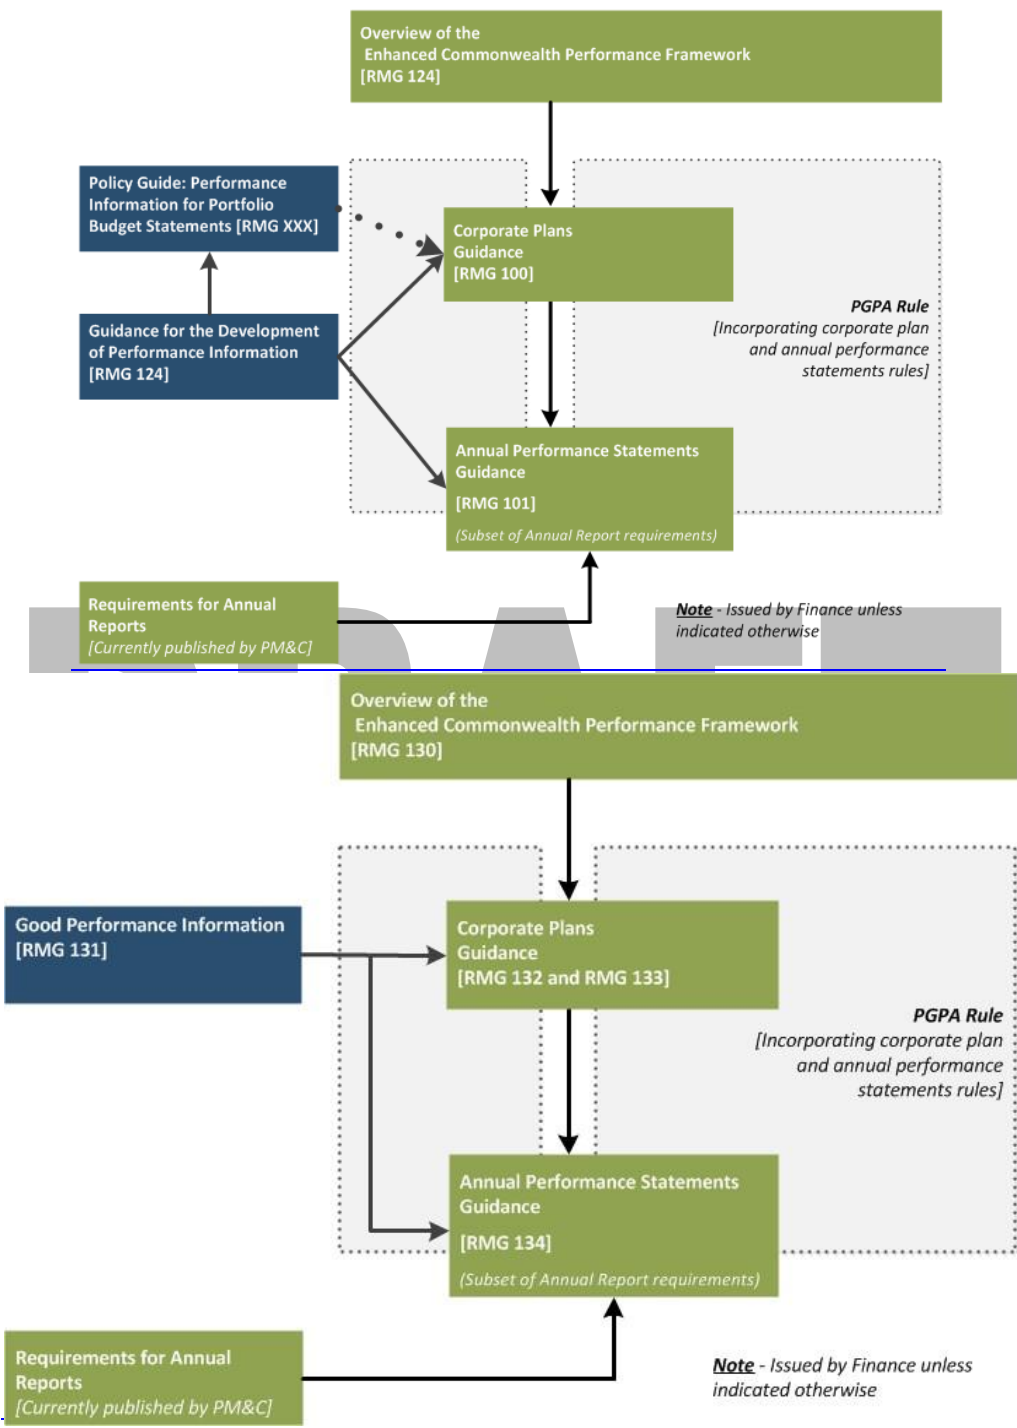 Overview of the
Enhanced Commonwealth Performance Framework
[RMG 124]
Policy Guide: Performance
Information for Portfolio
Budget Statements [RMG XXX]
Corporate Plans
Guidance
[RMG 100]
PGPA Rule
[Incorporating corporate plan
and annual performance
statements rules]
Guidance for the Development
of Performance Information
[RMG 124]
Annual Performance Statements
Guidance
[RMG 101]
(Subset of Annual Report requirements)
Requirements for Annual
Reports
[Currently published by PM&C]
Note - Issued by Finance unless
indicated otherwise
Overview of the
Enhanced Commonwealth Performance Framework
[RMG 130]
Good Performance Information
[RMG 131]
Corporate Plans
Guidance
[RMG 132 and RMG 133]
PGPA Rule
[Incorporating corporate plan
and annual performance
statements rules]
Annual Performance Statements
Guidance
[RMG 134]
(Subset of Annual Report requirements)
Requirements for Annual
Reports
[Currently published by PM&C]
Note - Issued by Finance unless
indicated otherwise